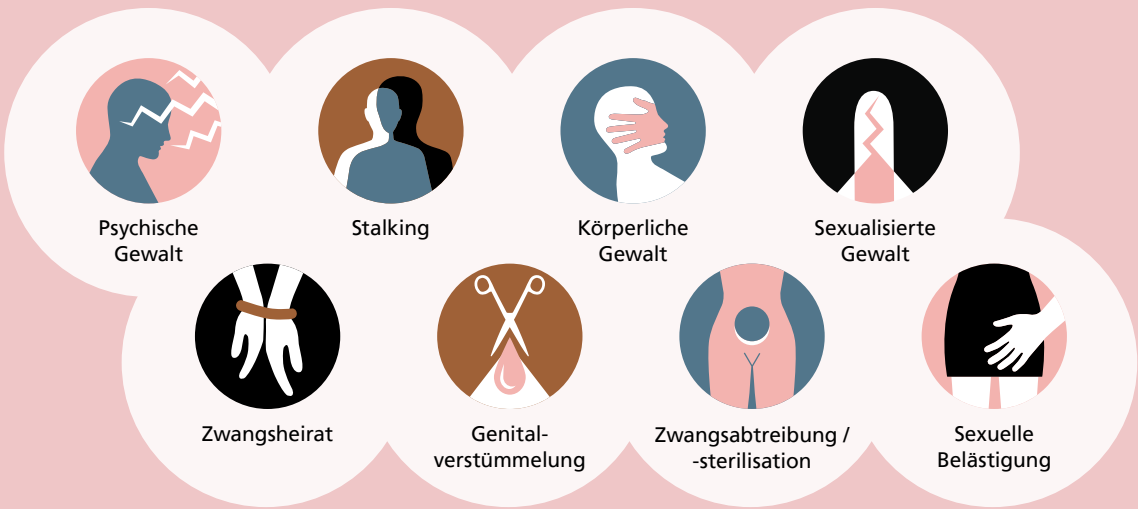 Psychische
Gewalt
Stalking
Körperliche
Gewalt
Sexualisierte
Gewalt
Zwangsheirat
Genital-
verstümmelung
Zwangsabtreibung /
-sterilisation
Sexuelle
Belästigung